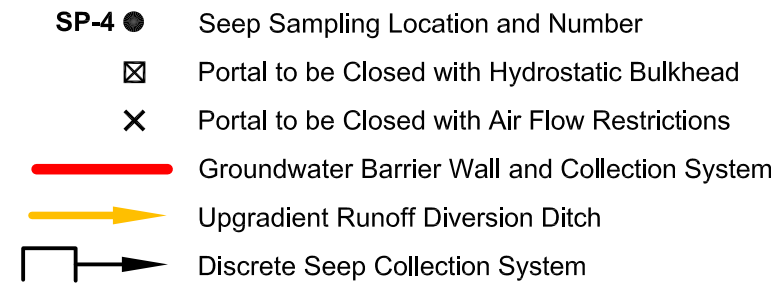 SP-4 Seep Sampling Location and Number
Portal to be Closed with Hydrostatic Bulkhead
Portal to be Closed with Air Flow Restrictions
Groundwater Barrier Wall and Collection System
Upgradient Runoff Diversion Ditch
Discrete Seep Collection System